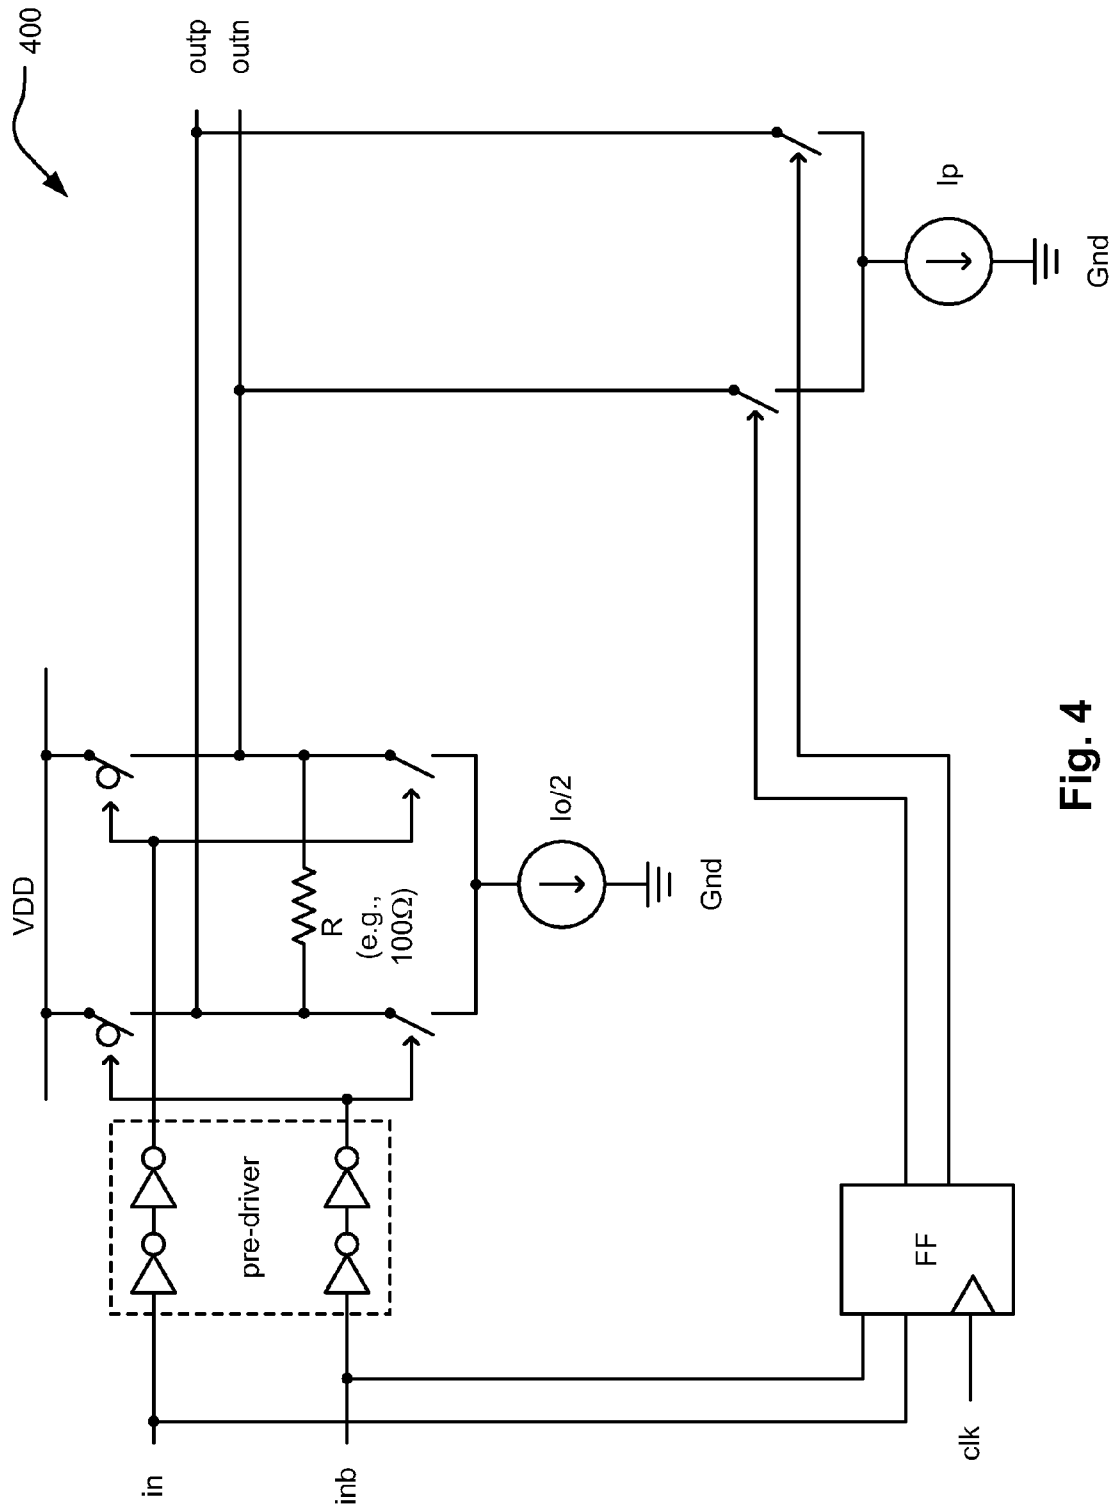 400
VDD
outp
outn
in
inb
pre-driver
R
(e.g.,
100Ω)
Io/2
Gnd
Ip
Gnd
FF
clk
Fig. 4